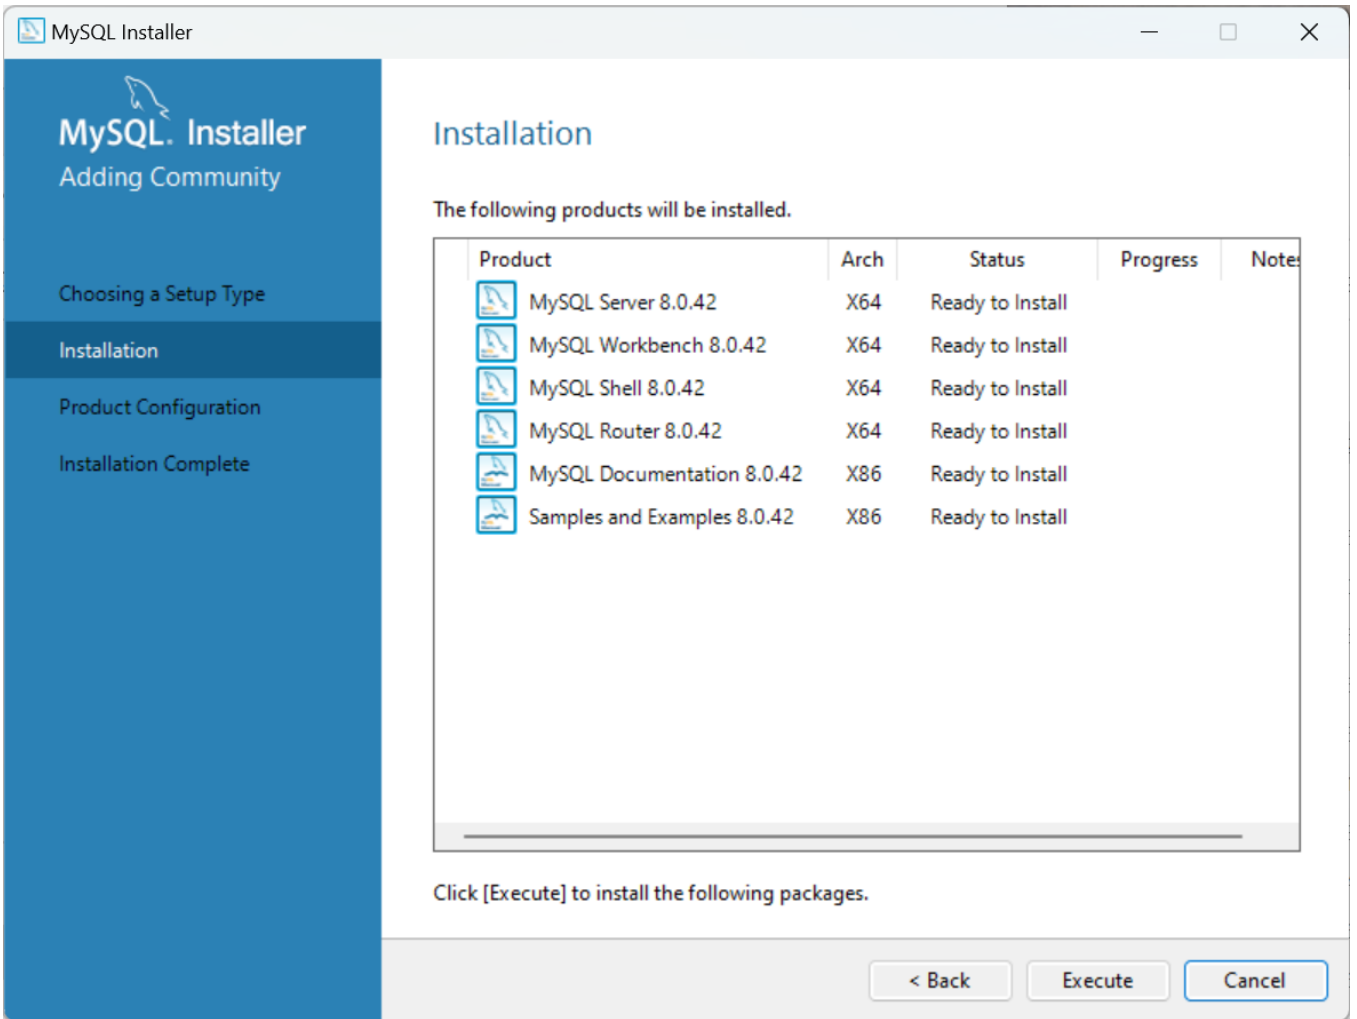 MySQL Installer
MySQL. Installer
Adding Community
Choosing a Setup Type
Installation
Product Configuration
Installation Complete
Installation
The following products will be installed.
Product Arch Status Progress Notes
MySQL Server 8.0.42 X64 Ready to Install
MySQL Workbench 8.0.42 X64 Ready to Install
MySQL Shell 8.0.42 X64 Ready to Install
MySQL Router 8.0.42 X64 Ready to Install
MySQL Documentation 8.0.42 X86 Ready to Install
Samples and Examples 8.0.42 X86 Ready to Install
Click [Execute] to install the following packages.
< Back Execute Cancel